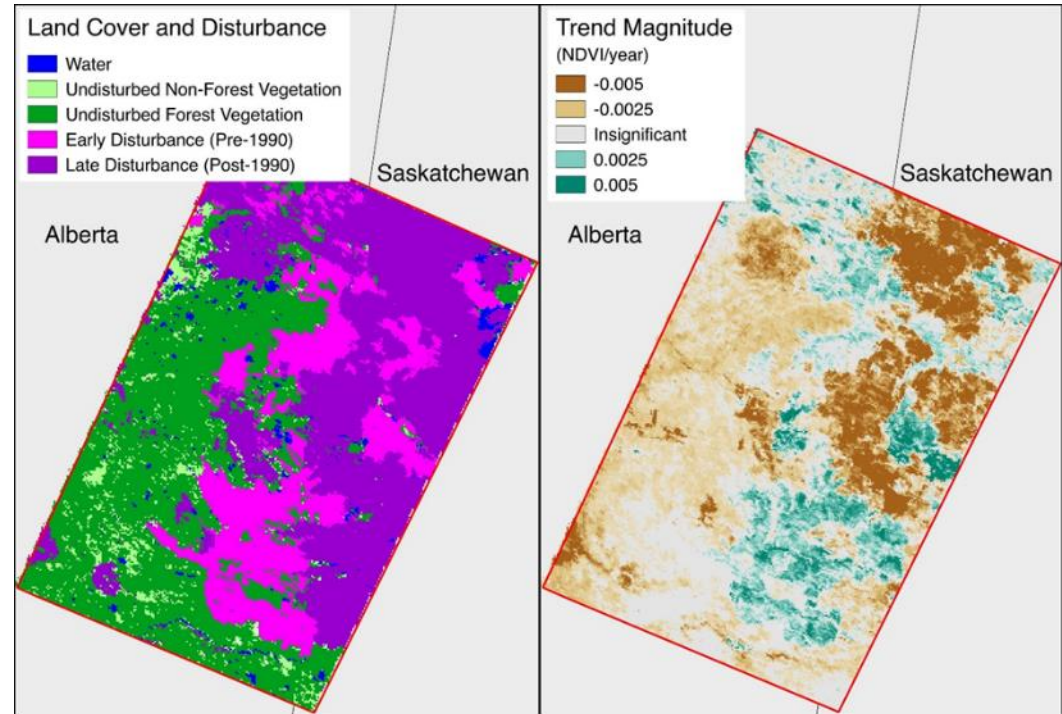 Land Cover and Disturbance
Water
Undisturbed Non-Forest Vegetation
Undisturbed Forest Vegetation
Early Disturbance (Pre-1990)
Late Disturbance (Post-1990)
Saskatchewan
Alberta
Trend Magnitude
(NDVI/year)
-0.005
-0.0025
Insignificant
0.0025
0.005
Saskatchewan
Alberta